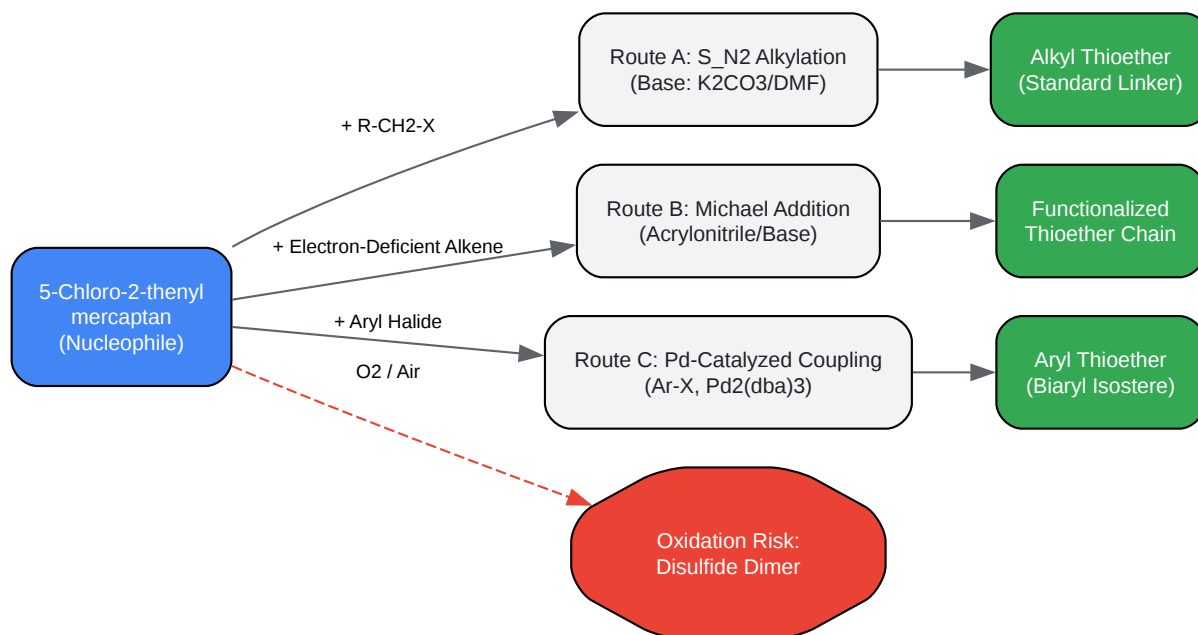 5-Chloro-2-thenyl
mercaptan
(Nucleophile)
+ R-CH2-X
+ Electron-Deficient Alkene
+ Aryl Halide
O2 / Air
Route A: S_N2 Alkylation
(Base: K2CO3/DMF)
Alkyl Thioether
(Standard Linker)
Route B: Michael Addition
(Acrylonitrile/Base)
Functionalized
Thioether Chain
Route C: Pd-Catalyzed Coupling
(Ar-X, Pd2(dba)3)
Aryl Thioether
(Biaryl Isostere)
Oxidation Risk:
Disulfide Dimer